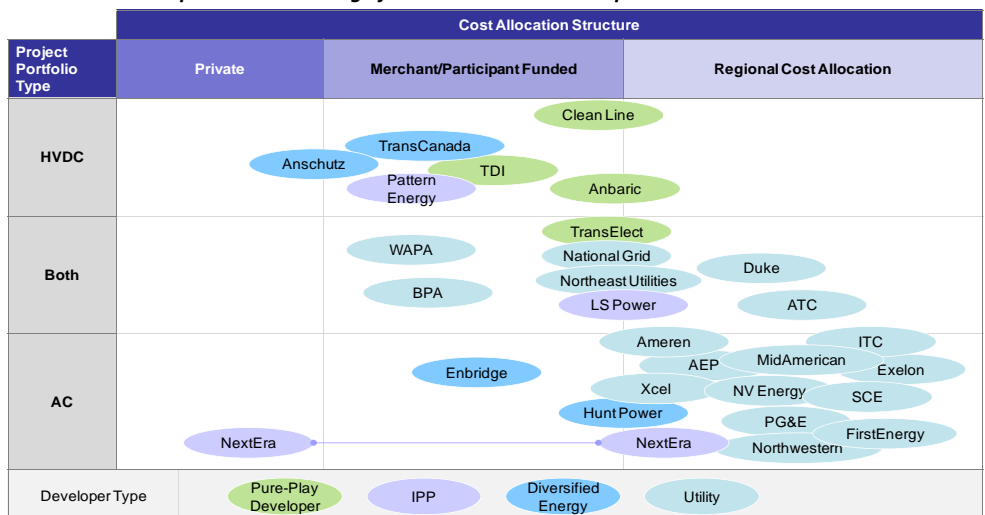 Cost Allocation Structure
Project
Portfolio
Type
Private
Merchant/Participant Funded
Regional Cost Allocation
HVDC
Clean Line
TransCanada
Anschutz
TDI
Pattern
Energy
Anbaric
Both
TransElect
WAPA
National Grid
Duke
Northeast Utilities
BPA
LS Power
ATC
AC
Ameren
ITC
AEP
MidAmerican
Exelon
Enbridge
Xcel
NV Energy
SCE
Hunt Power
PG&E
FirstEnergy
NextEra
NextEra
Northwestern
Developer Type
Pure-Play
Developer
IPP
Diversified
Energy
Utility